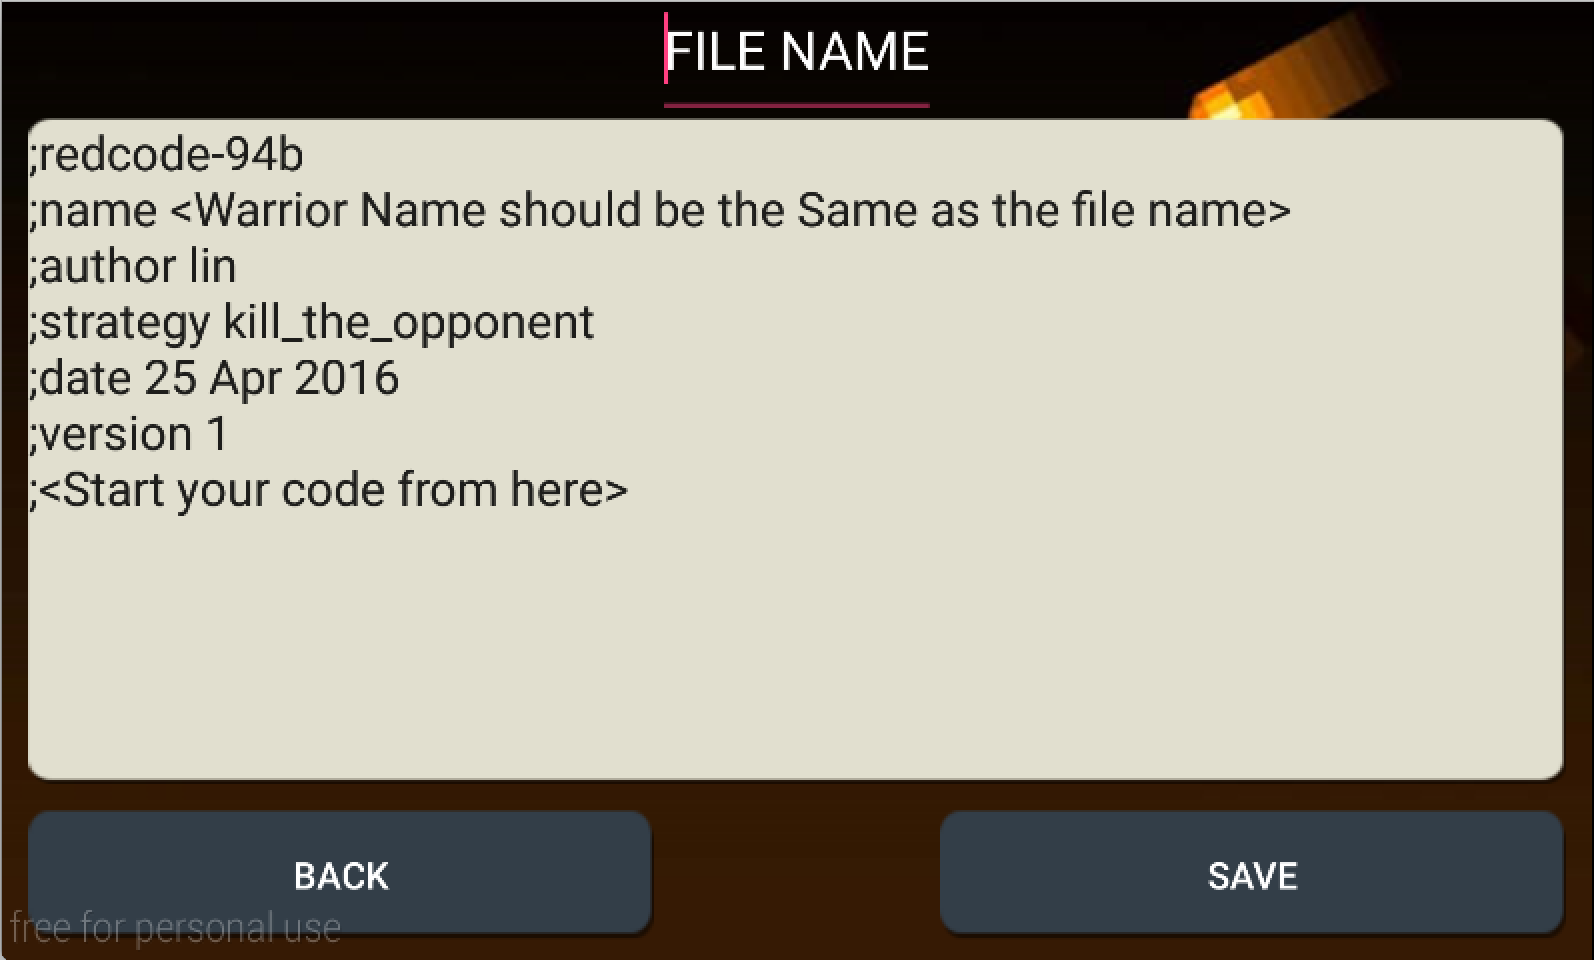 FILE NAME
;redcode-94b
;name <Warrior Name should be the Same as the file name>
;author lin
;strategy kill_the_opponent
;date 25 Apr 2016
;version 1
;<Start your code from here>
BACK
SAVE
free for personal use